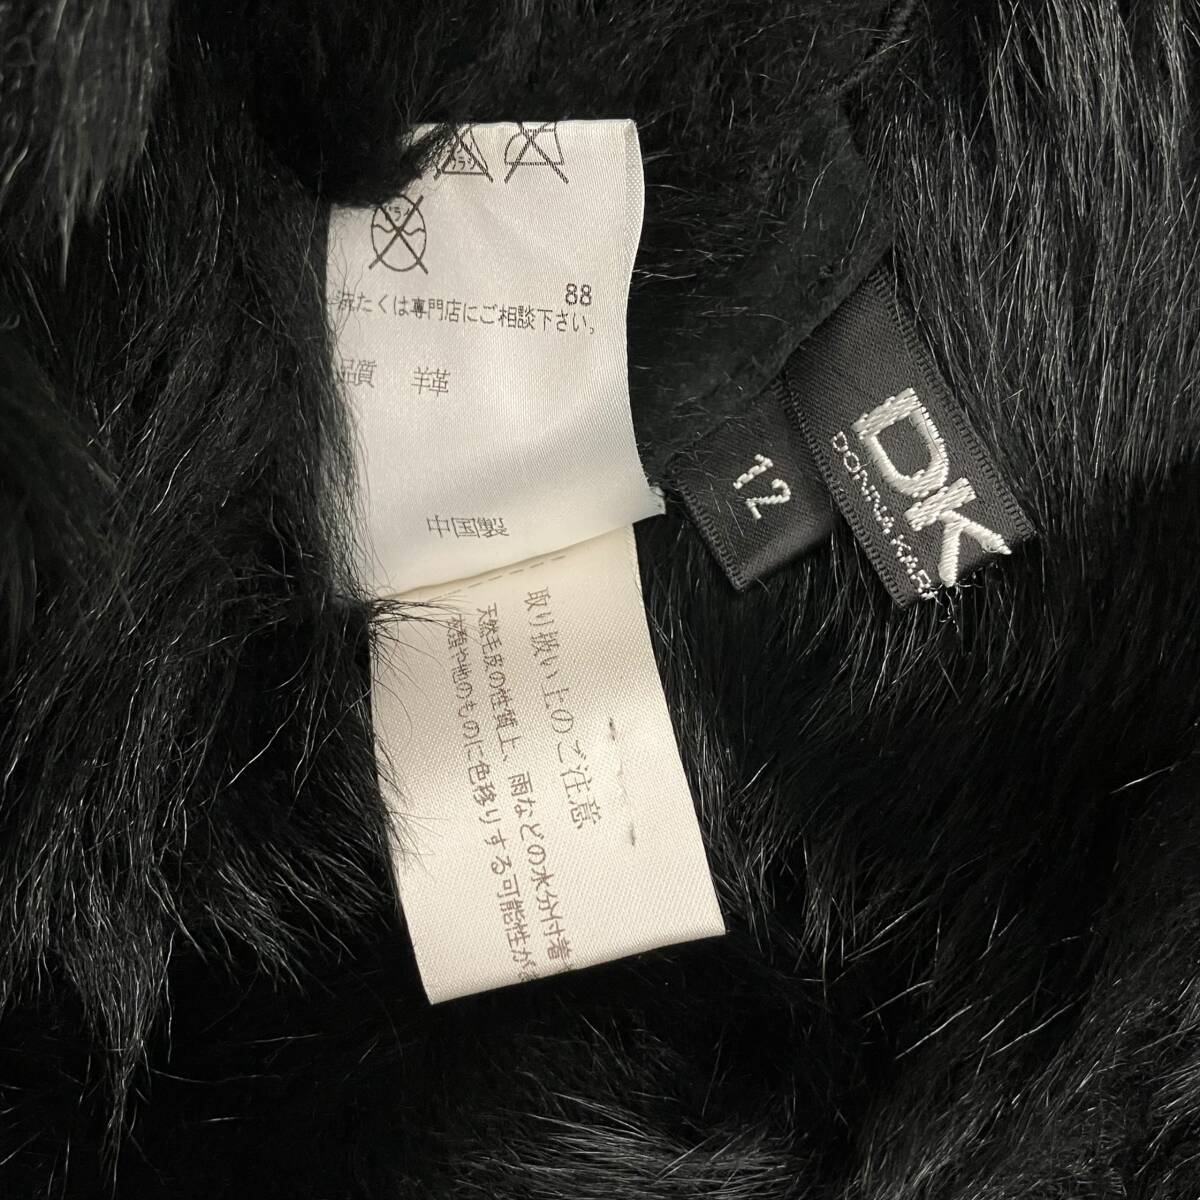 88
洗たくは専門店にご相談下さい。
品質 羊革
中国製
取り扱い上のご注意
天然毛皮の性質上、雨などの水分付着
や他のものに色移りする可能性が
12
DK
DONNA KAR